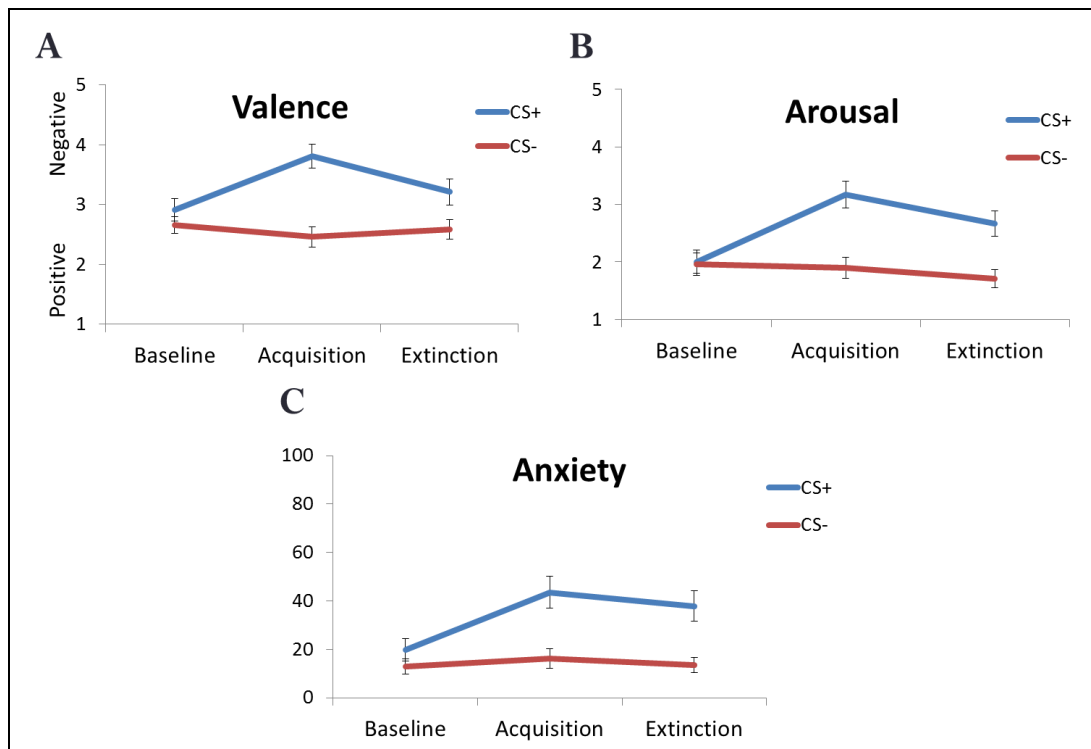 A
Valence
5
4
3
2
1
Negative
Positive
CS+
CS-
Baseline Acquisition Extinction
B
Arousal
5
4
3
2
1
CS+
CS-
Baseline Acquisition Extinction
C
Anxiety
100
80
60
40
20
0
CS+
CS-
Baseline Acquisition Extinction